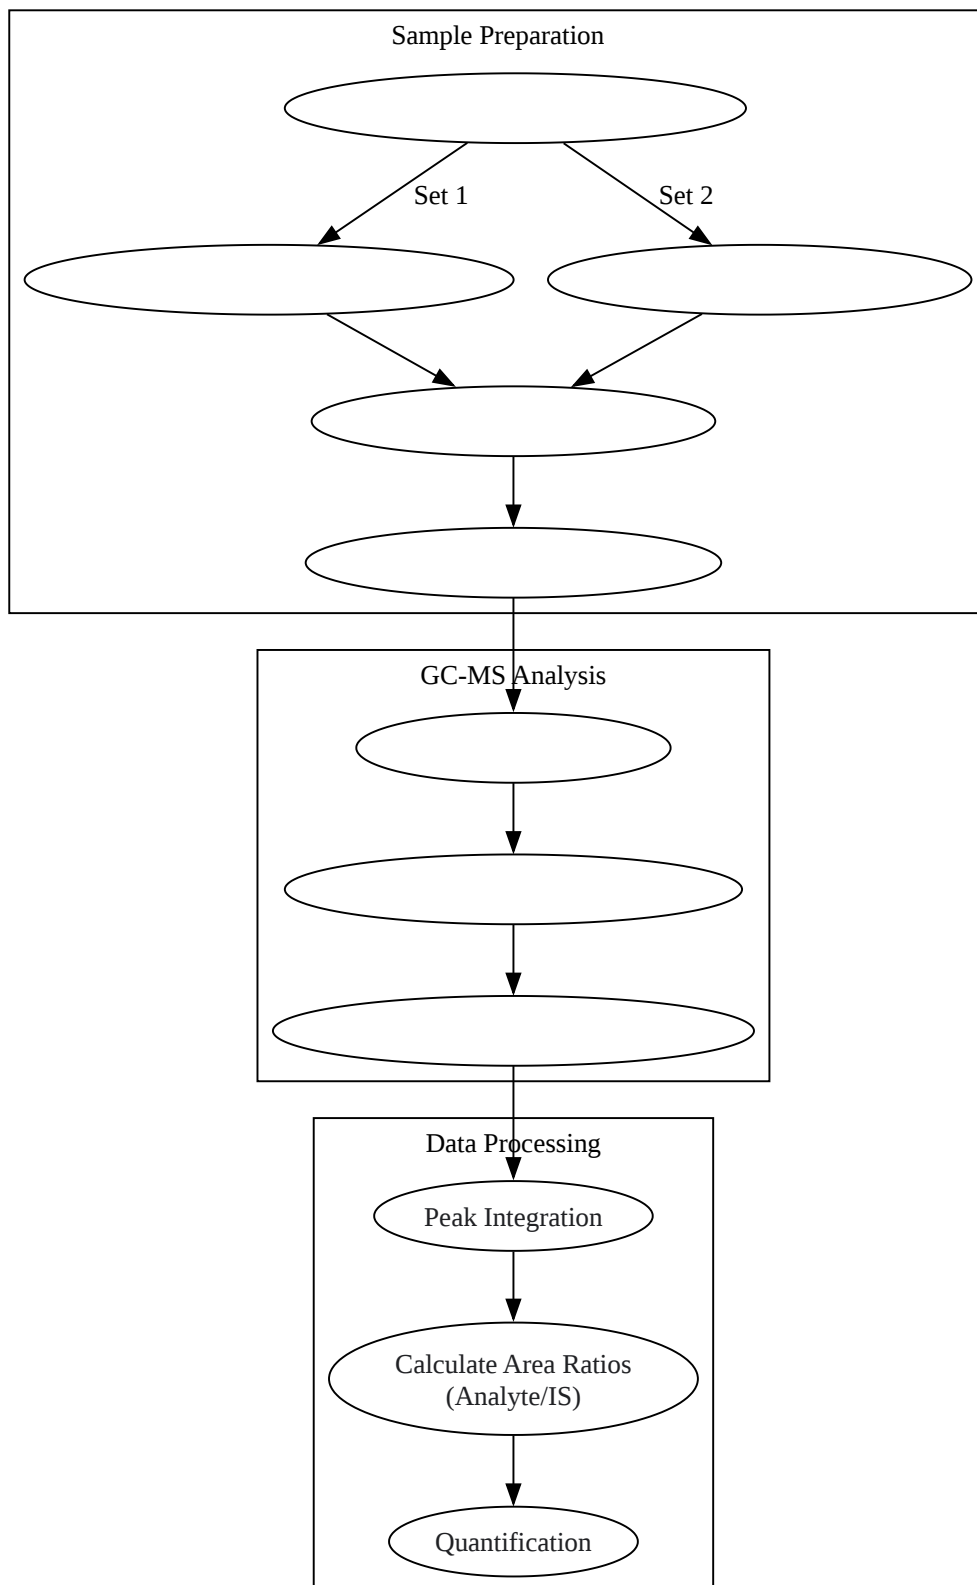 Sample Preparation
Set 1
Set 2
GC-MS Analysis
Data Processing
Peak Integration
Calculate Area Ratios
(Analyte/IS)
Quantification